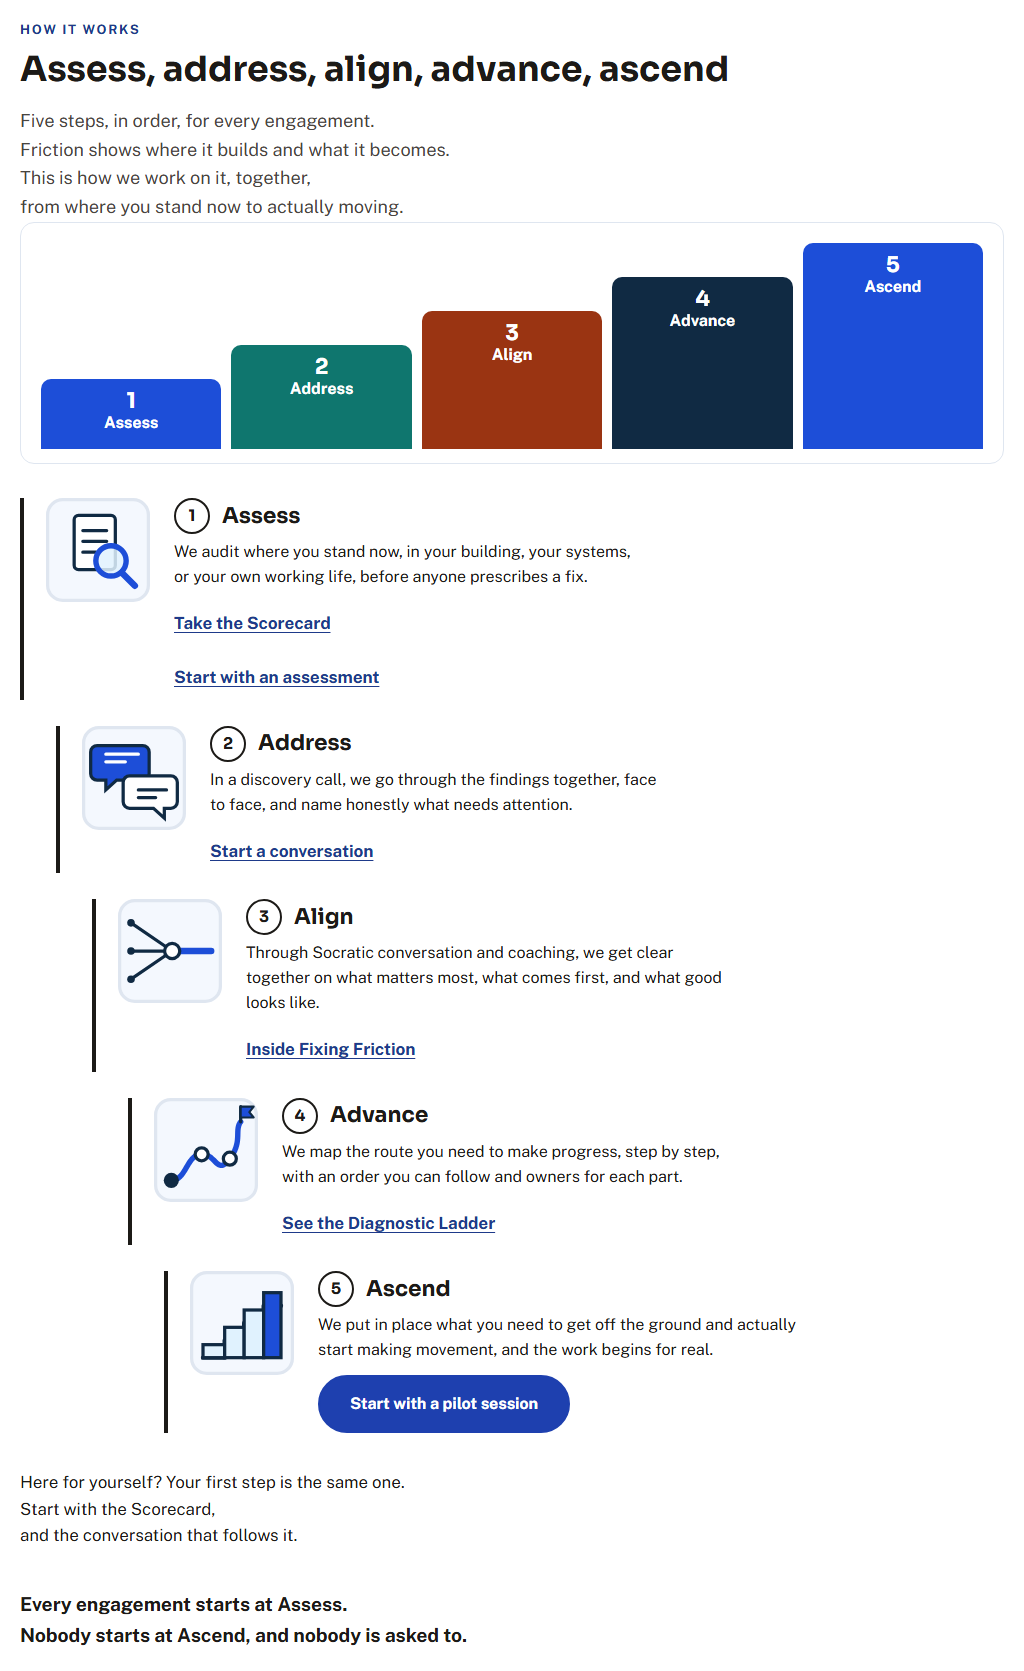 HOW IT WORKS
Assess, address, align, advance, ascend
Five steps, in order, for every engagement.
Friction shows where it builds and what it becomes.
This is how we work on it, together,
from where you stand now to actually moving.
1
Assess
2
Address
3
Align
4
Advance
5
Ascend
1 Assess
We audit where you stand now, in your building, your systems,
or your own working life, before anyone prescribes a fix.
Take the Scorecard
Start with an assessment
2 Address
In a discovery call, we go through the findings together, face
to face, and name honestly what needs attention.
Start a conversation
3 Align
Through Socratic conversation and coaching, we get clear
together on what matters most, what comes first, and what good
looks like.
Inside Fixing Friction
4 Advance
We map the route you need to make progress, step by step,
with an order you can follow and owners for each part.
See the Diagnostic Ladder
5 Ascend
We put in place what you need to get off the ground and actually
start making movement, and the work begins for real.
Start with a pilot session
Here for yourself? Your first step is the same one.
Start with the Scorecard,
and the conversation that follows it.
Every engagement starts at Assess.
Nobody starts at Ascend, and nobody is asked to.